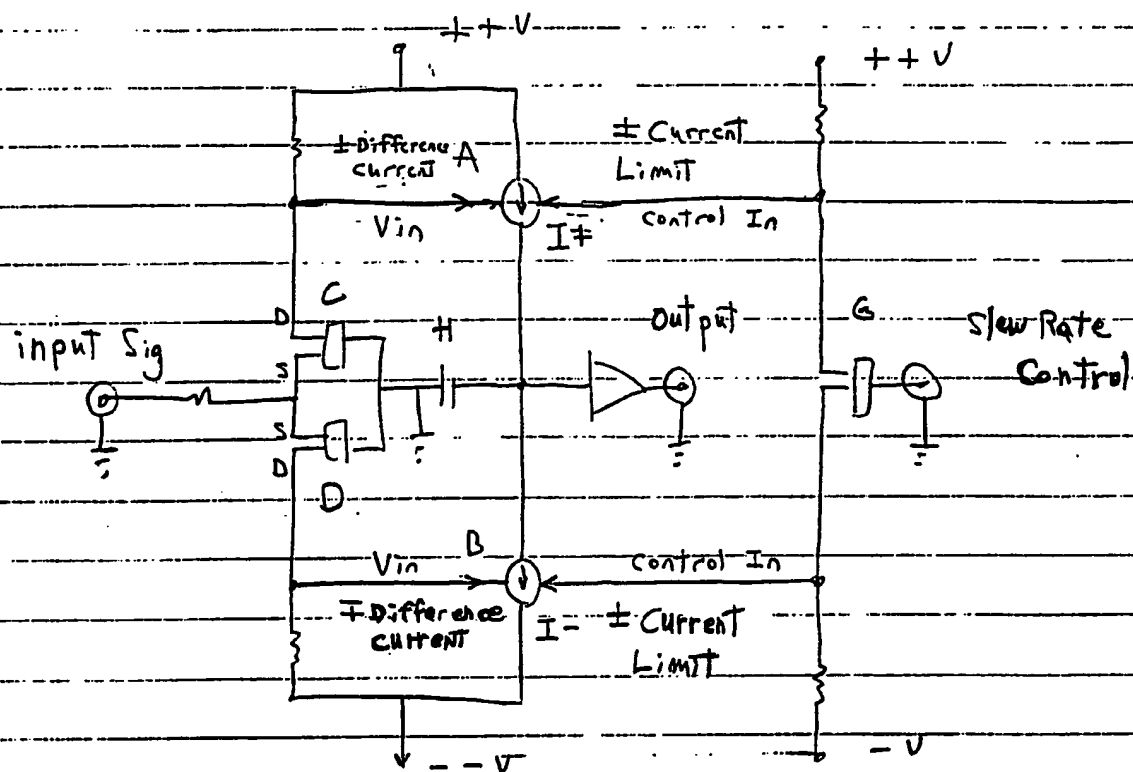 ++V
++V
± Difference
current
A
± Current
Limit
Vin
I∓
Control In
C
D
H
Output
G
Slew Rate
Control
input Sig
S
S
D
D
B
Vin
Control In
∓ Difference
current
I-
± Current
Limit
--V
-V